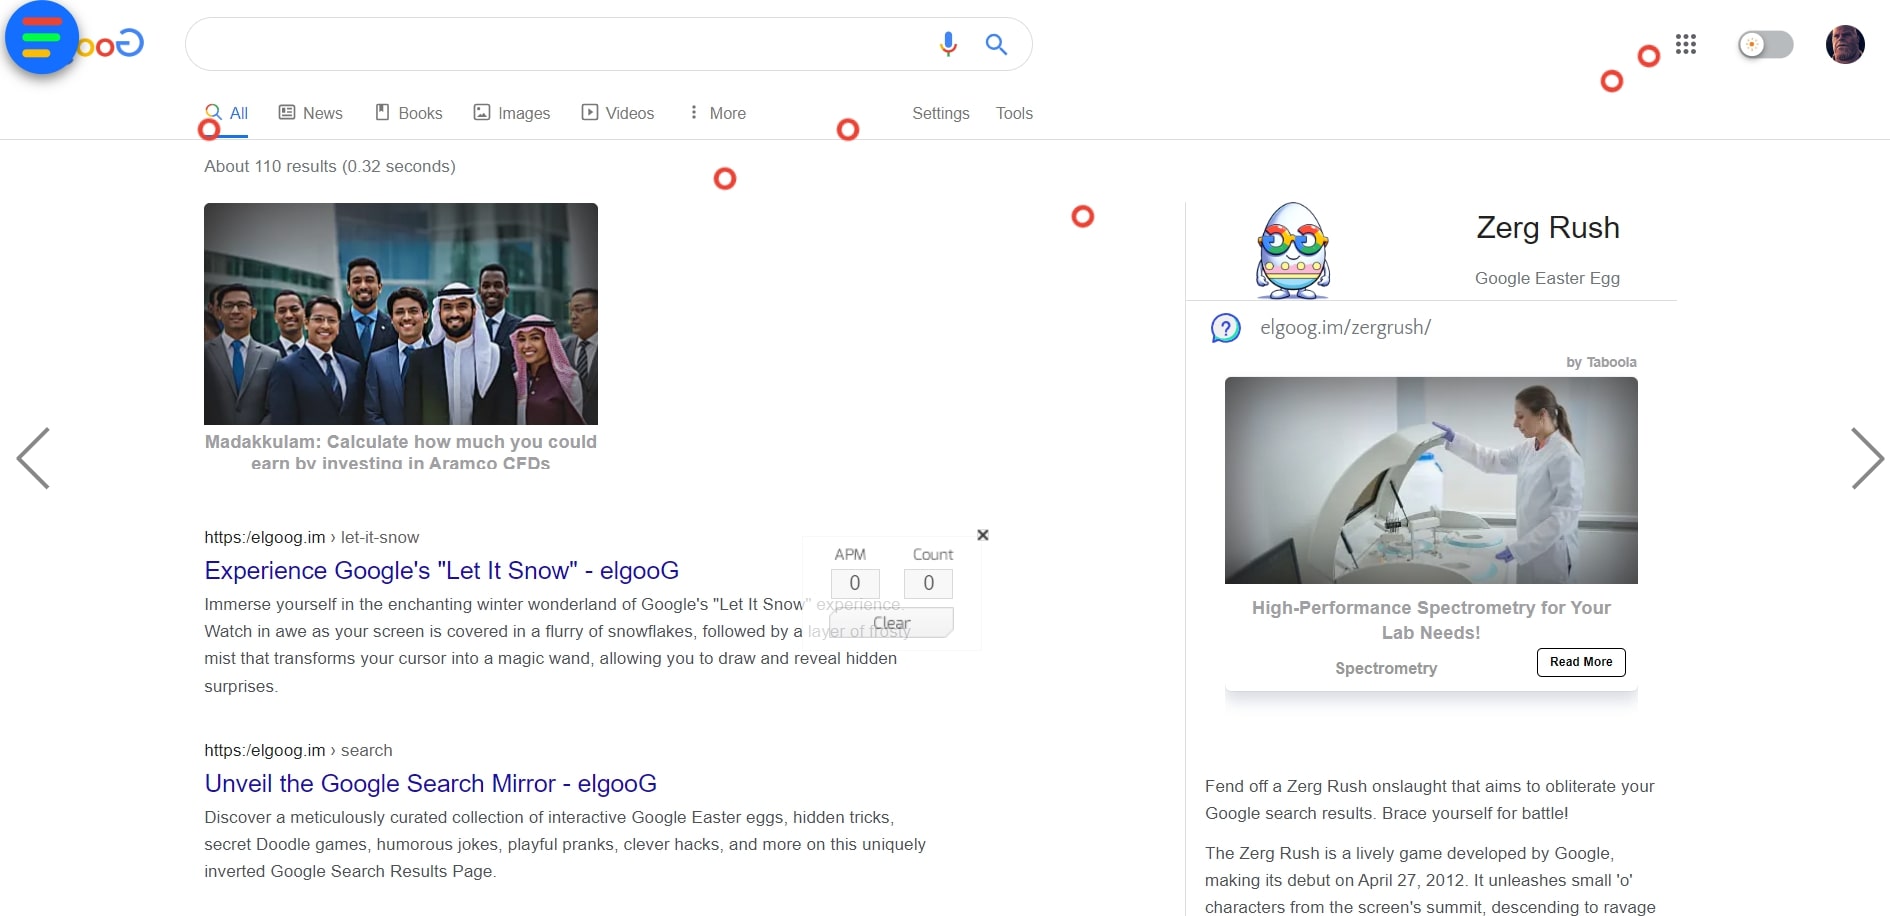 All
News
Books
Images
Videos
More
Settings
Tools
About 110 results (0.32 seconds)
Madakkulam: Calculate how much you could
earn by investing in Aramco CFDs
https:/elgoog.im › let-it-snow
Experience Google's "Let It Snow" - elgooG
Immerse yourself in the enchanting winter wonderland of Google's "Let It Snow" experience.
Watch in awe as your screen is covered in a flurry of snowflakes, followed by a layer of frosty
mist that transforms your cursor into a magic wand, allowing you to draw and reveal hidden
surprises.
APM
Count
0
0
Clear
https:/elgoog.im › search
Unveil the Google Search Mirror - elgooG
Discover a meticulously curated collection of interactive Google Easter eggs, hidden tricks,
secret Doodle games, humorous jokes, playful pranks, clever hacks, and more on this uniquely
inverted Google Search Results Page.
Zerg Rush
Google Easter Egg
elgoog.im/zergrush/
by Taboola
High-Performance Spectrometry for Your
Lab Needs!
Spectrometry
Read More
Fend off a Zerg Rush onslaught that aims to obliterate your
Google search results. Brace yourself for battle!
The Zerg Rush is a lively game developed by Google,
making its debut on April 27, 2012. It unleashes small 'o'
characters from the screen's summit, descending to ravage